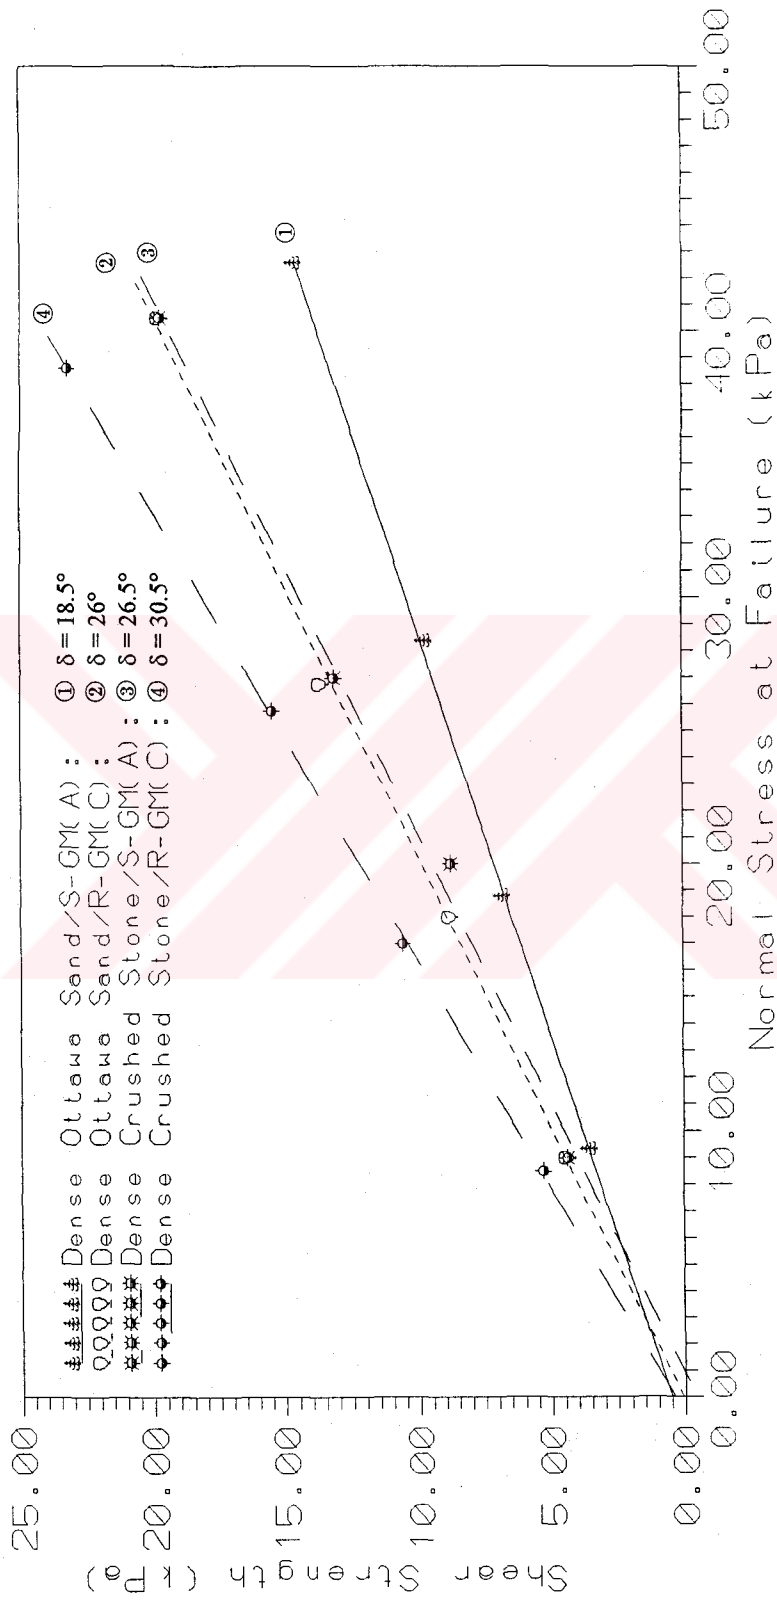 25.00
20.00
15.00
10.00
5.00
0.00
Shear Strength (kPa)
Dense Ottawa Sand/S-GM(A) : ① δ=18.5°
Dense Ottawa Sand/R-GM(C) : ② δ=26°
Dense Crushed Stone/S-GM(A) : ③ δ=26.5°
Dense Crushed Stone/R-GM(C) : ④ δ=30.5°
④
②
③
①
0.00 10.00 20.00 30.00 40.00 50.00
Normal Stress at Failure (kPa)